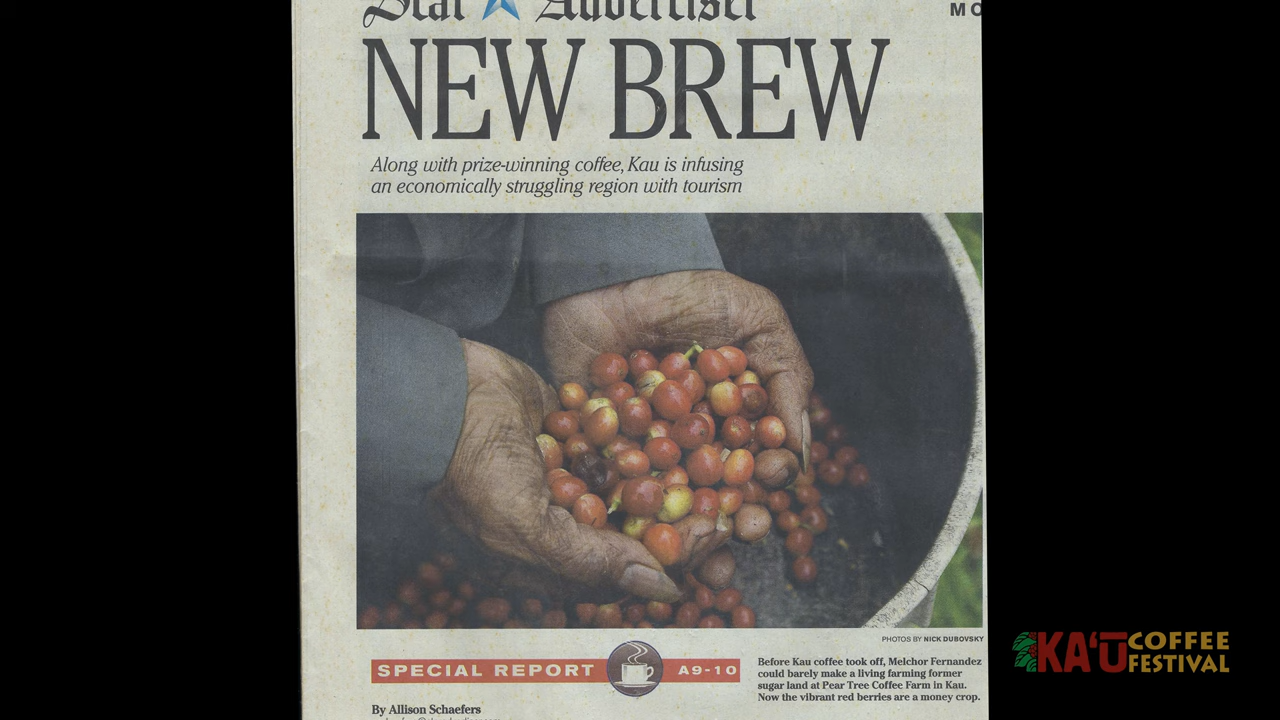 Star Advertiser
NEW BREW
Along with prize-winning coffee, Kau is infusing
an economically struggling region with tourism
PHOTOS BY NICK DUBOVSKY
SPECIAL REPORT A9-10
Before Kau coffee took off, Melchor Fernandez
could barely make a living farming former
sugar land at Pear Tree Coffee Farm in Kau.
Now the vibrant red berries are a money crop.
By Allison Schaefers
KA'Ū COFFEE
FESTIVAL